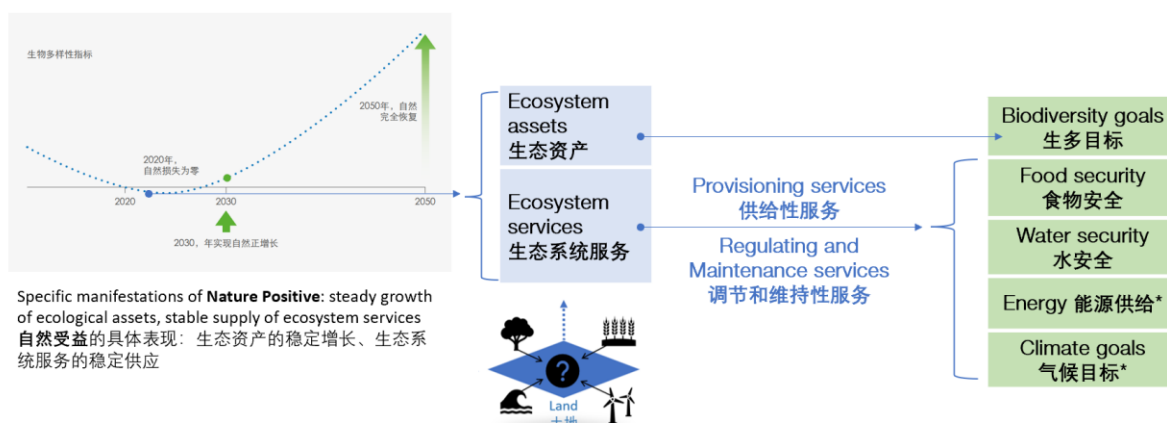 生物多样性指标
2050年，自然
完全恢复
2020年，
自然损失为零
2020
2030
2050
2030，年实现自然正增长
Specific manifestations of Nature Positive: steady growth
of ecological assets, stable supply of ecosystem services
自然受益的具体表现：生态资产的稳定增长、生态系
统服务的稳定供应
Ecosystem
assets
生态资产
Ecosystem
services
生态系统服务
?
Land
土地
Provisioning services
供给性服务
Regulating and
Maintenance services
调节和维持性服务
Biodiversity goals
生多目标
Food security
食物安全
Water security
水安全
Energy 能源供给*
Climate goals
气候目标*